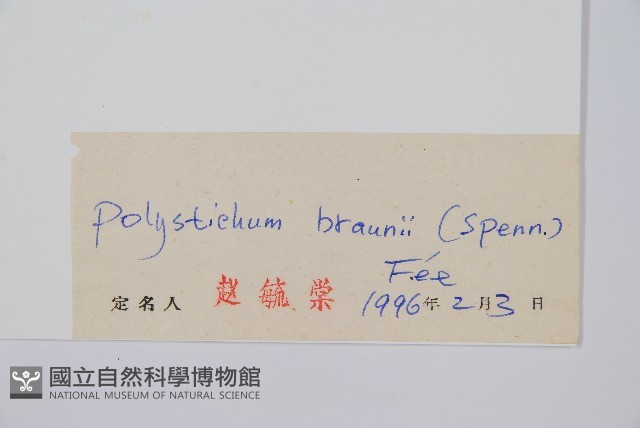 Polystichum braunii (Spenn.)
Fée
定名人 赵毓棠 1996年2月3日
國立自然科學博物館
NATIONAL MUSEUM OF NATURAL SCIENCE